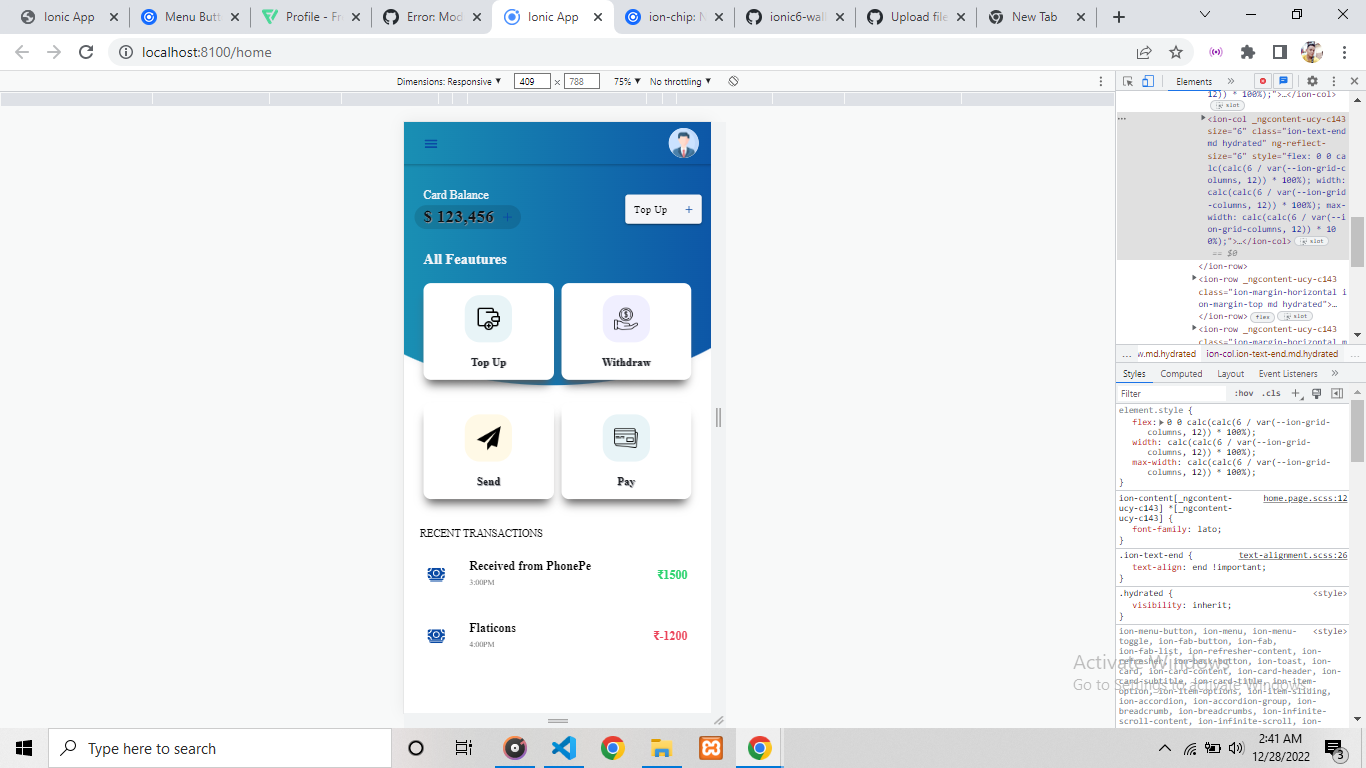 Ionic App
Menu Butt
Profile - Fr
Error: Mod
Ionic App
ion-chip: N
ionic6-wall
Upload file
New Tab
localhost:8100/home
Dimensions: Responsive ▼ 409 × 788 75% ▼ No throttling ▼
Elements »
Card Balance
$ 123,456 +
Top Up +
All Feautures
Top Up
Withdraw
Send
Pay
RECENT TRANSACTIONS
Received from PhonePe
3:00PM
₹1500
Flaticons
4:00PM
₹-1200
12)) * 100%);">…</ion-col>
slot
… <ion-col _ngcontent-ucy-c143
size="6" class="ion-text-end
md hydrated" ng-reflect-
size="6" style="flex: 0 0 ca
lc(calc(6 / var(--ion-grid-c
olumns, 12)) * 100%); width:
calc(calc(6 / var(--ion-grid
-columns, 12)) * 100%); max-
width: calc(calc(6 / var(--i
on-grid-columns, 12)) * 10
0%);">…</ion-col> slot
== $0
</ion-row>
<ion-row _ngcontent-ucy-c143
class="ion-margin-horizontal i
on-margin-top md hydrated">…
</ion-row> flex slot
<ion-row _ngcontent-ucy-c143
class="ion-margin-horizontal m
… w.md.hydrated ion-col.ion-text-end.md.hydrated …
Styles Computed Layout Event Listeners »
Filter :hov .cls +
element.style {
flex: 0 0 calc(calc(6 / var(--ion-grid-
columns, 12)) * 100%);
width: calc(calc(6 / var(--ion-grid-
columns, 12)) * 100%);
max-width: calc(calc(6 / var(--ion-grid-
columns, 12)) * 100%);
}
ion-content[_ngcontent- home.page.scss:12
ucy-c143] *[_ngcontent-
ucy-c143] {
font-family: lato;
}
.ion-text-end { text-alignment.scss:26
text-align: end !important;
}
.hydrated { <style>
visibility: inherit;
}
ion-menu-button, ion-menu, ion-menu- <style>
toggle, ion-fab-button, ion-fab,
ion-fab-list, ion-refresher-content, ion-
refresher, ion-back-button, ion-toast, ion-
card, ion-card-content, ion-card-header, ion-
card-subtitle, ion-card-title, ion-item-
option, ion-item-options, ion-item-sliding,
ion-accordion, ion-accordion-group, ion-
breadcrumb, ion-breadcrumbs, ion-infinite-
scroll-content, ion-infinite-scroll, ion-
Activate Windows
Go to Settings to activate Windows.
Type here to search
2:41 AM
12/28/2022
3